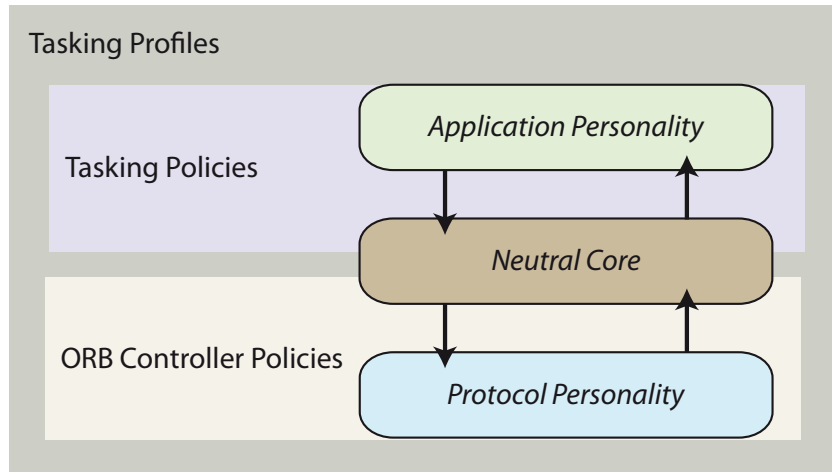 Tasking Profiles
Application Personality
Tasking Policies
Neutral Core
ORB Controller Policies
Protocol Personality